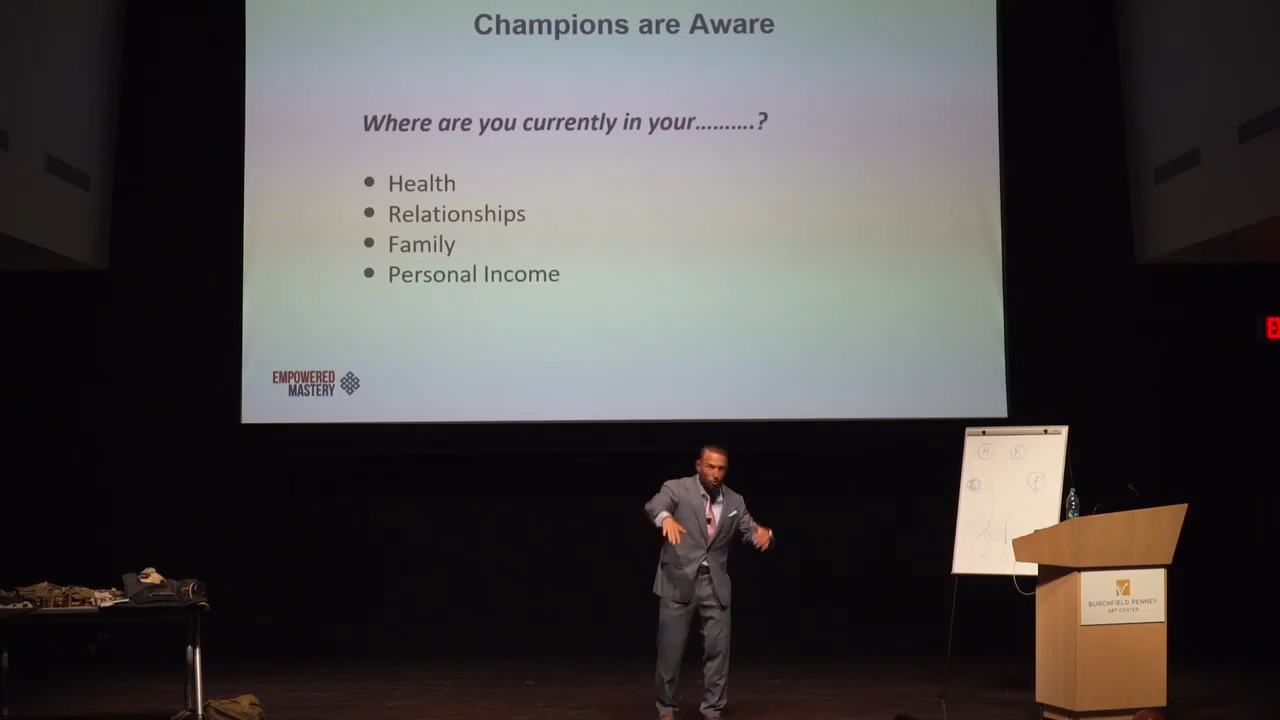 Champions are Aware
Where are you currently in your..........?
• Health
• Relationships
• Family
• Personal Income
EMPOWERED
MASTERY
BURCHFIELD PENNEY
ART CENTER